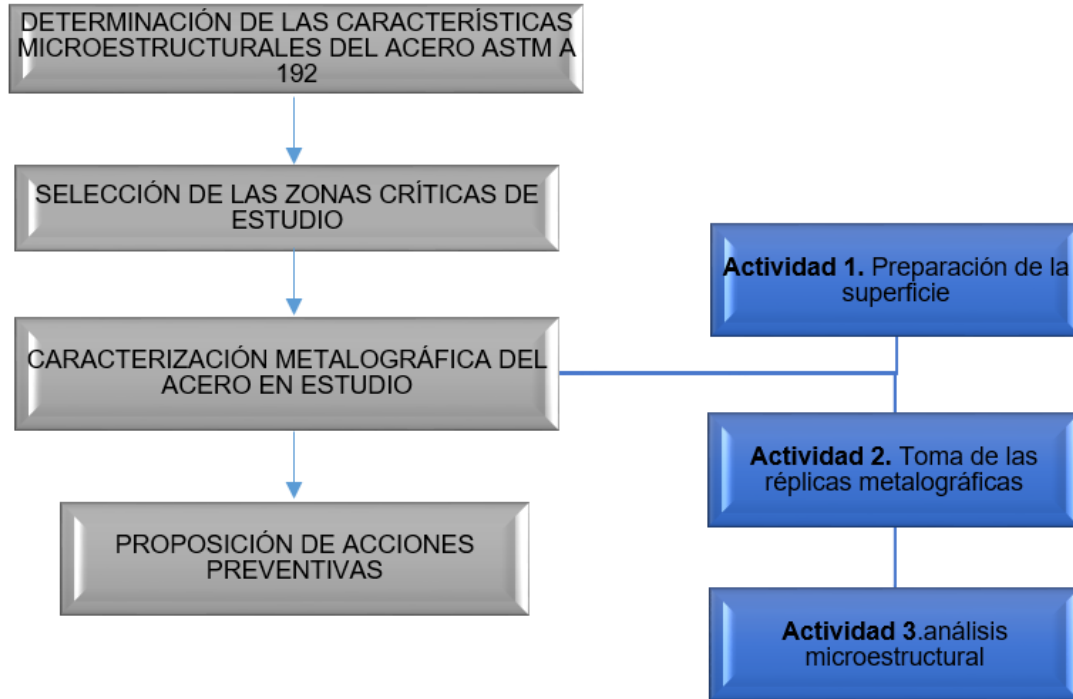 DETERMINACIÓN DE LAS CARACTERÍSTICAS
MICROESTRUCTURALES DEL ACERO ASTM A
192
SELECCIÓN DE LAS ZONAS CRÍTICAS DE
ESTUDIO
CARACTERIZACIÓN METALOGRÁFICA DEL
ACERO EN ESTUDIO
PROPOSICIÓN DE ACCIONES
PREVENTIVAS
Actividad 1. Preparación de la
superficie
Actividad 2. Toma de las
réplicas metalográficas
Actividad 3.análisis
microestructural